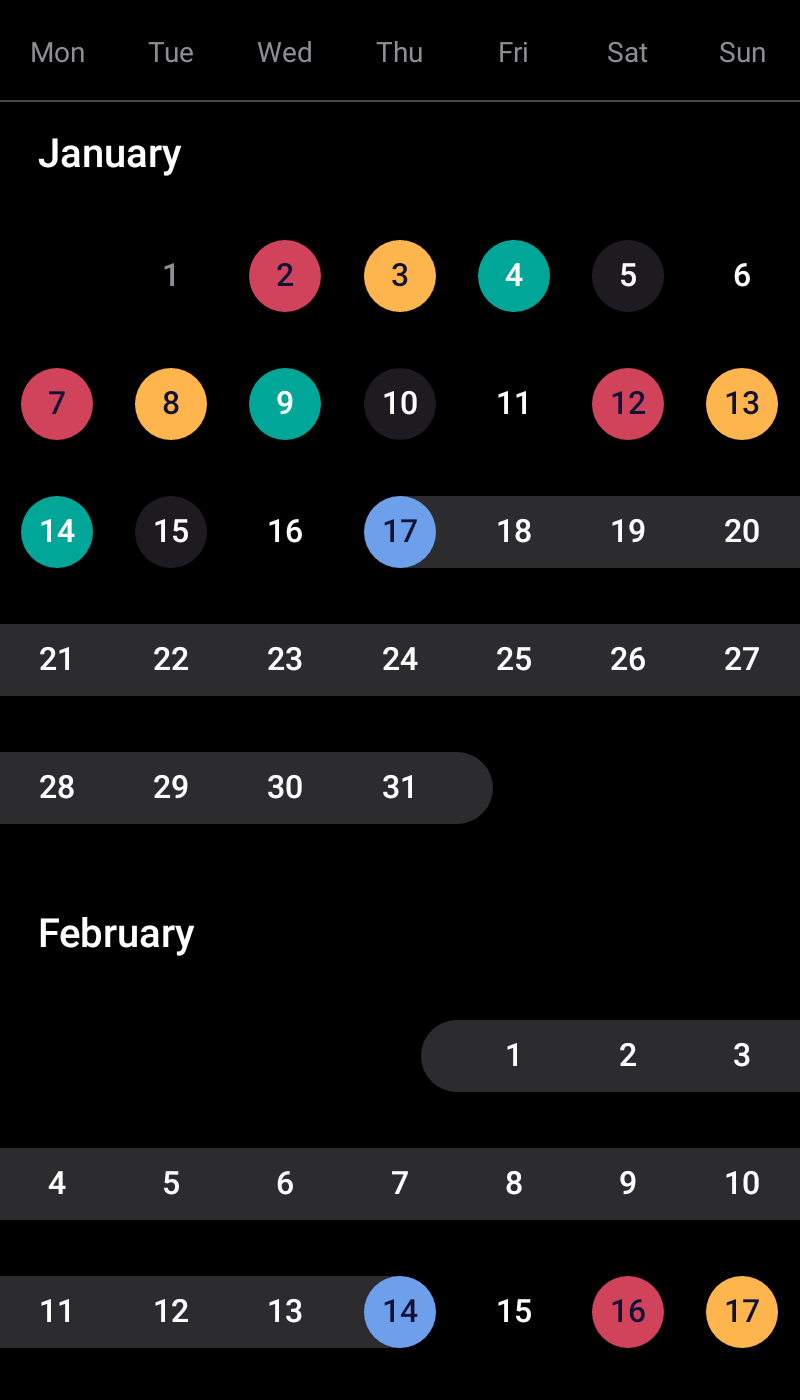 Mon Tue Wed Thu Fri Sat Sun
January
1 2 3 4 5 6
7 8 9 10 11 12 13
14 15 16 17 18 19 20
21 22 23 24 25 26 27
28 29 30 31
February
1 2 3
4 5 6 7 8 9 10
11 12 13 14 15 16 17